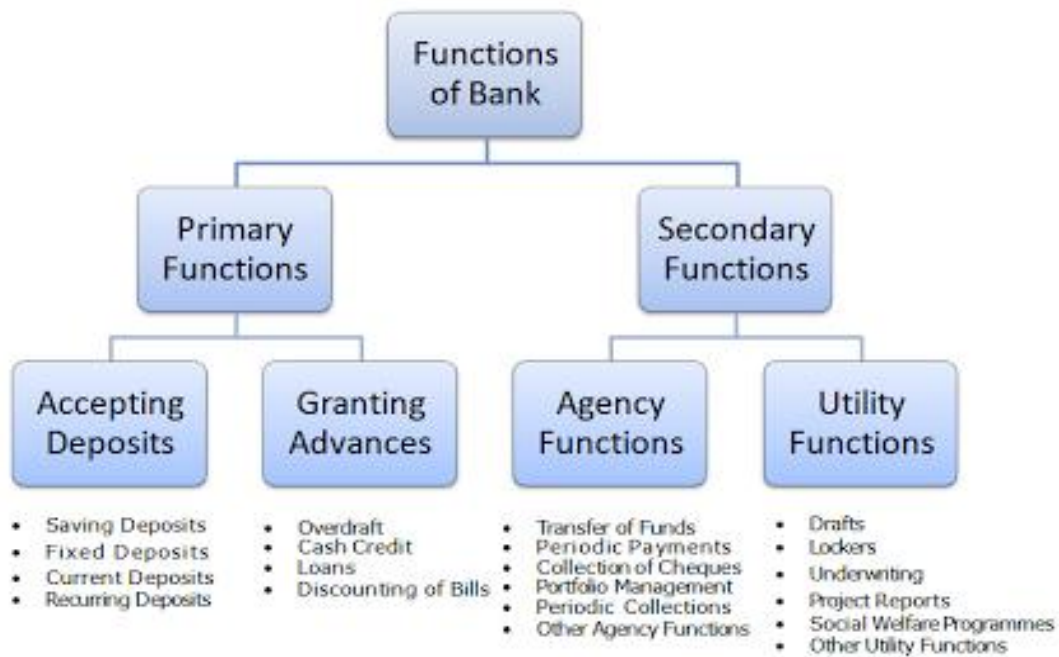 Functions
of Bank
Primary
Functions
Secondary
Functions
Accepting
Deposits
Granting
Advances
Agency
Functions
Utility
Functions
• Saving Deposits
• Fixed Deposits
• Current Deposits
• Recurring Deposits
• Overdraft
• Cash Credit
• Loans
• Discounting of Bills
• Transfer of Funds
• Periodic Payments
• Collection of Cheques
• Portfolio Management
• Periodic Collections
• Other Agency Functions
• Drafts
• Lockers
• Underwriting
• Project Reports
• Social Welfare Programmes
• Other Utility Functions